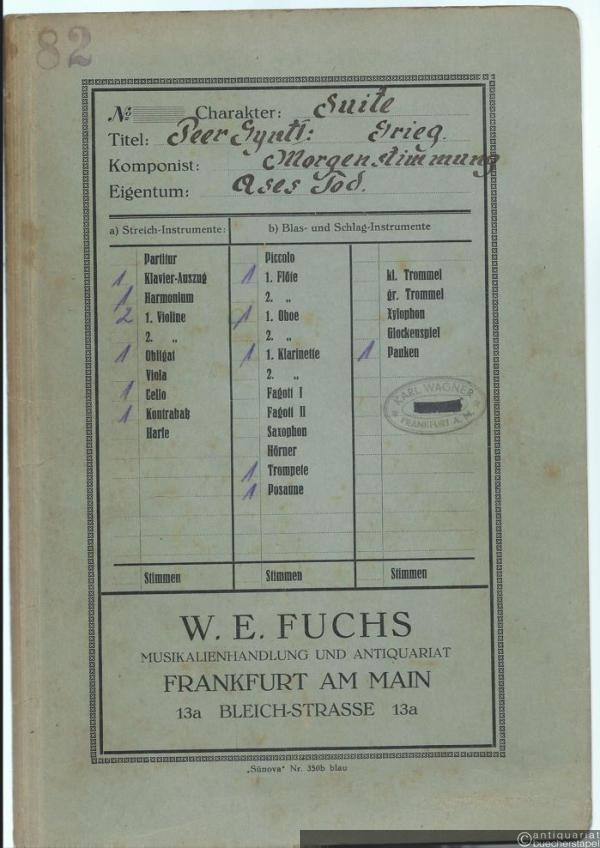 82
№ Charakter: Suite
Titel: Peer Gynt: Grieg.
Komponist: Morgenstimmung
Eigentum: Ases Tod.
a) Streich-Instrumente:
Partitur
1 Klavier-Auszug
1 Harmonium
2 1. Violine
2. „
1 Obligat
Viola
1 Cello
1 Kontrabaß
Harfe
Stimmen
b) Blas- und Schlag-Instrumente
Piccolo
1 1. Flöte
2. „
1 1. Oboe
2. „
1 1. Klarinette
2. „
Fagott I
Fagott II
Saxophon
Hörner
1 Trompete
1 Posaune
Stimmen
kl. Trommel
gr. Trommel
Xylophon
Glockenspiel
1 Pauken
KARL WAGNER
FRANKFURT A. M.
Stimmen
W. E. FUCHS
MUSIKALIENHANDLUNG UND ANTIQUARIAT
FRANKFURT AM MAIN
13a BLEICH-STRASSE 13a
„Sünova“ Nr. 350b blau
antiquariat
buecherstapel